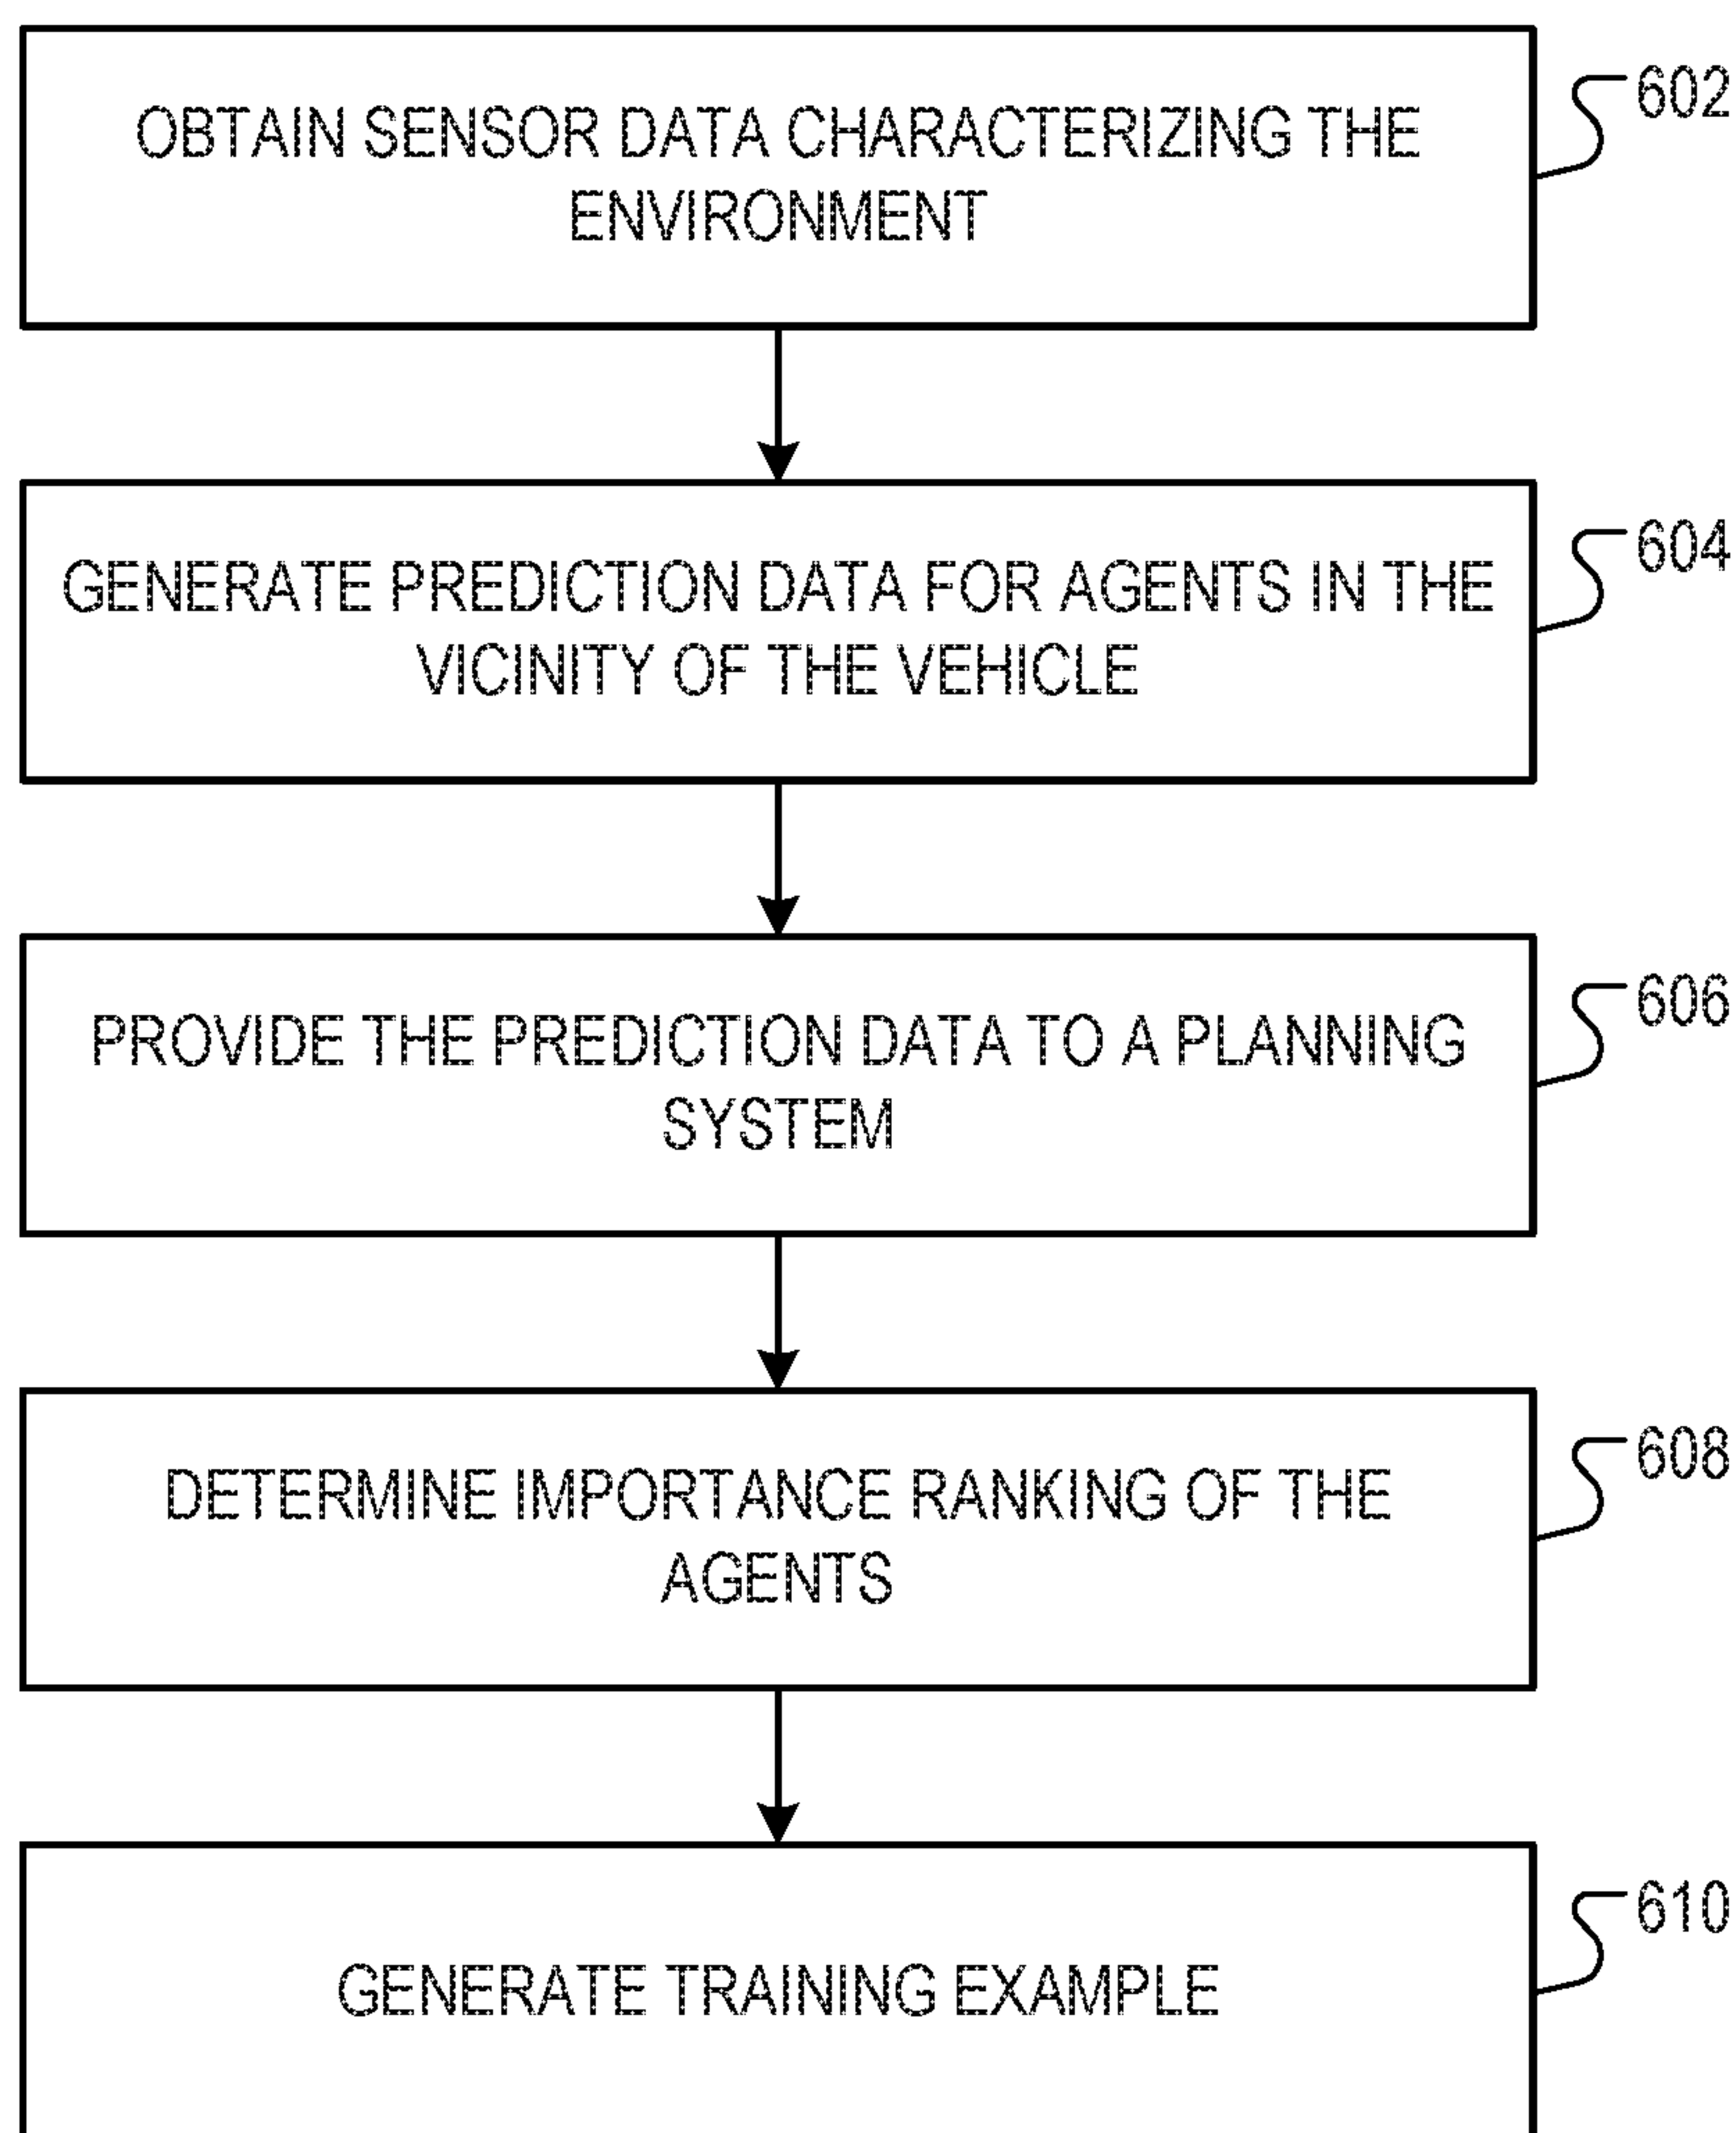 OBTAIN SENSOR DATA CHARACTERIZING THE
ENVIRONMENT
602
GENERATE PREDICTION DATA FOR AGENTS IN THE
VICINITY OF THE VEHICLE
604
PROVIDE THE PREDICTION DATA TO A PLANNING
SYSTEM
606
DETERMINE IMPORTANCE RANKING OF THE
AGENTS
608
GENERATE TRAINING EXAMPLE
610